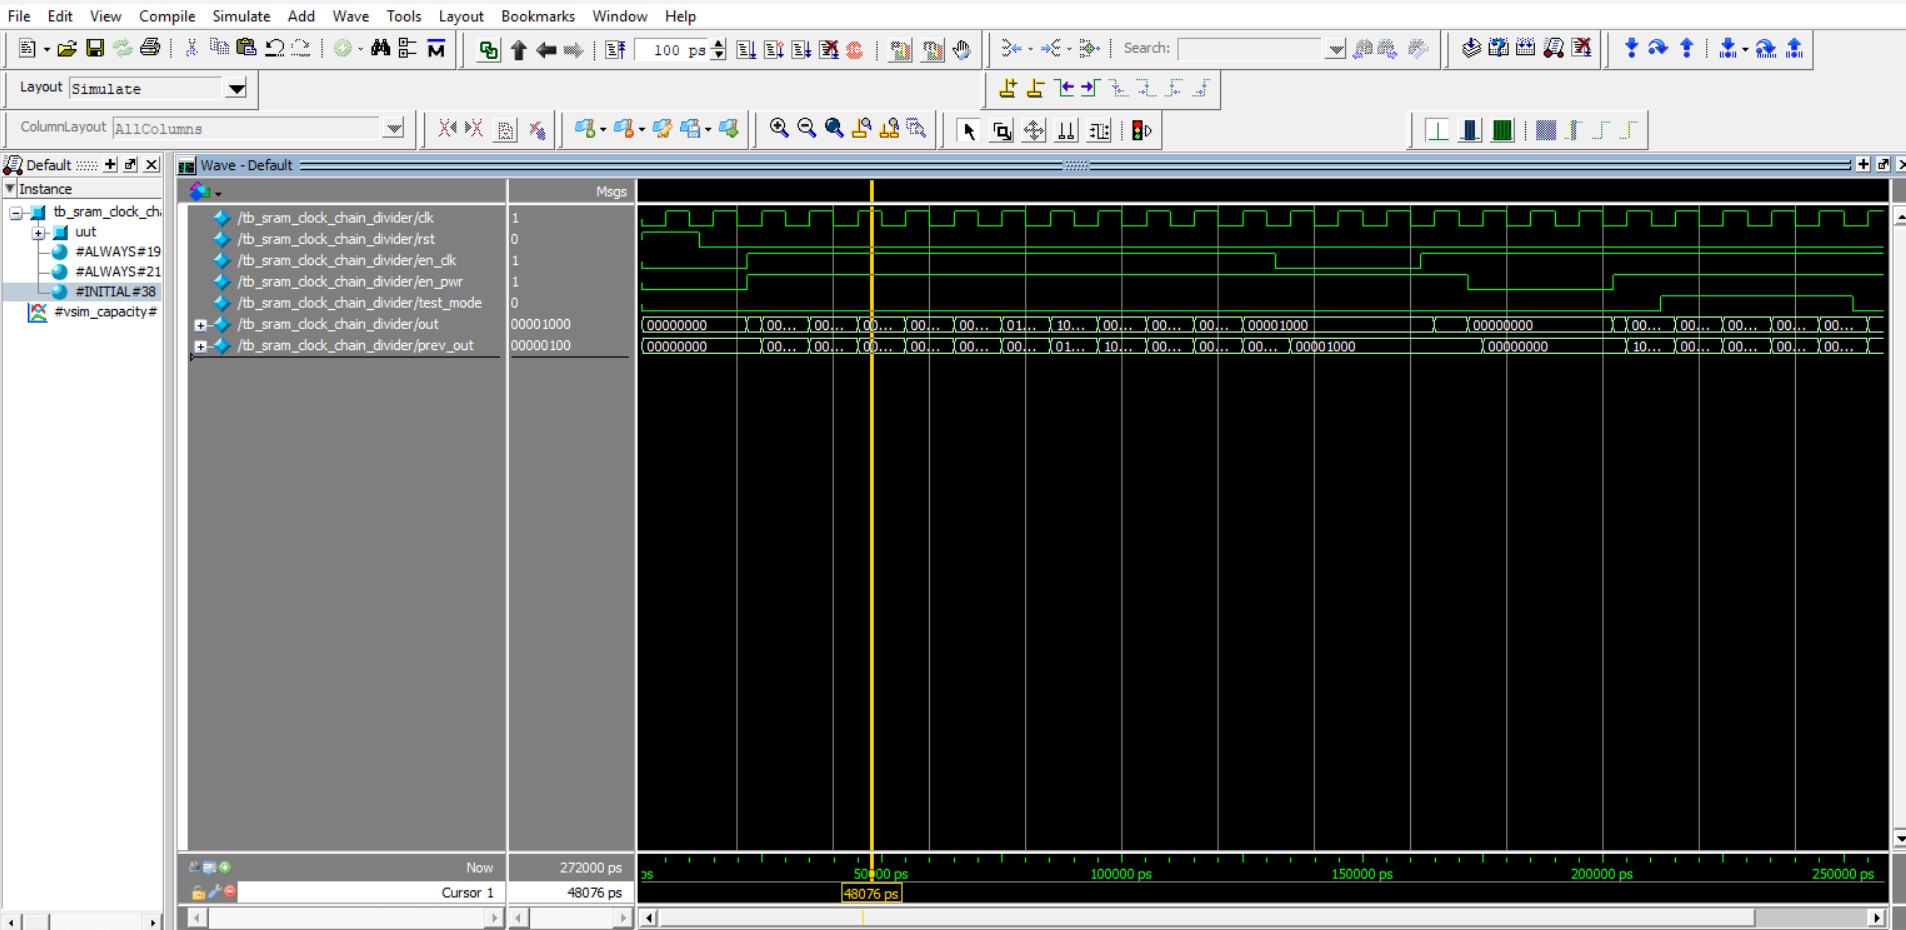 File Edit View Compile Simulate Add Wave Tools Layout Bookmarks Window Help
100 ps Search:
Layout Simulate
ColumnLayout AllColumns
Default
Instance
tb_sram_clock_ch
uut
#ALWAYS#19
#ALWAYS#21
#INITIAL#38
#vsim_capacity#
Wave - Default
Msgs
/tb_sram_clock_chain_divider/clk 1
/tb_sram_clock_chain_divider/rst 0
/tb_sram_clock_chain_divider/en_clk 1
/tb_sram_clock_chain_divider/en_pwr 1
/tb_sram_clock_chain_divider/test_mode 0
/tb_sram_clock_chain_divider/out 00001000 00000000 00... 00... 00... 00... 00... 01... 10... 00... 00... 00... 00001000 00000000 00... 00... 00... 00... 00...
/tb_sram_clock_chain_divider/prev_out 00000100 00000000 00... 00... 00... 00... 00... 00... 01... 10... 00... 00... 00... 00001000 00000000 10... 00... 00... 00... 00...
Now 272000 ps ps 50000 ps 100000 ps 150000 ps 200000 ps 250000 ps
Cursor 1 48076 ps 48076 ps